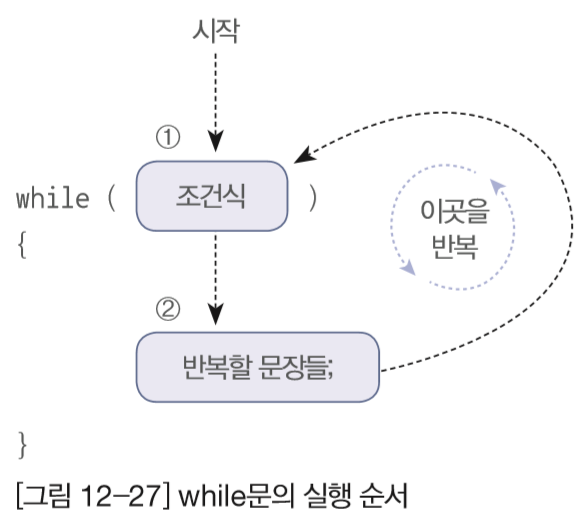 시작
①
while ( 조건식 )
이곳을
반복
{
②
반복할 문장들;
}
[그림 12–27] while문의 실행 순서